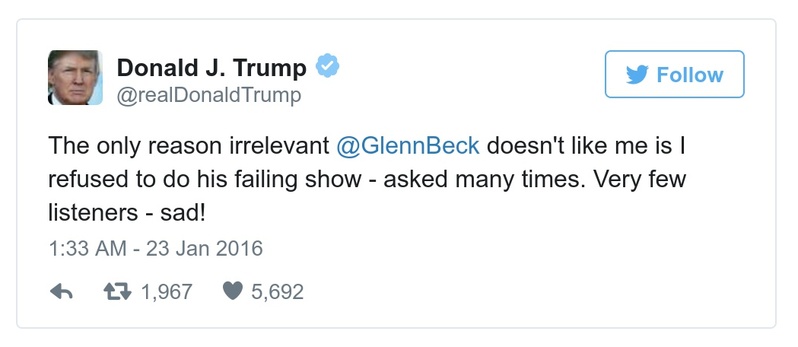 Donald J. Trump
@realDonaldTrump
Follow
The only reason irrelevant @GlennBeck doesn't like me is I
refused to do his failing show - asked many times. Very few
listeners - sad!
1:33 AM - 23 Jan 2016
1,967 5,692